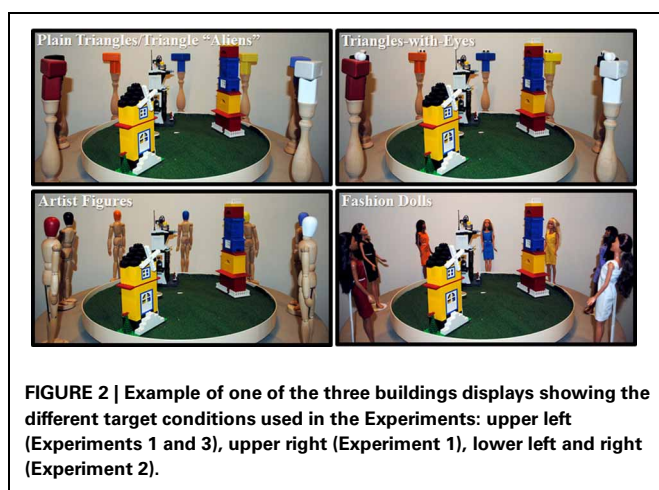 Plain Triangles/Triangle “Aliens”
Triangles-with-Eyes
Artist Figures
Fashion Dolls
FIGURE 2 | Example of one of the three buildings displays showing the
different target conditions used in the Experiments: upper left
(Experiments 1 and 3), upper right (Experiment 1), lower left and right
(Experiment 2).